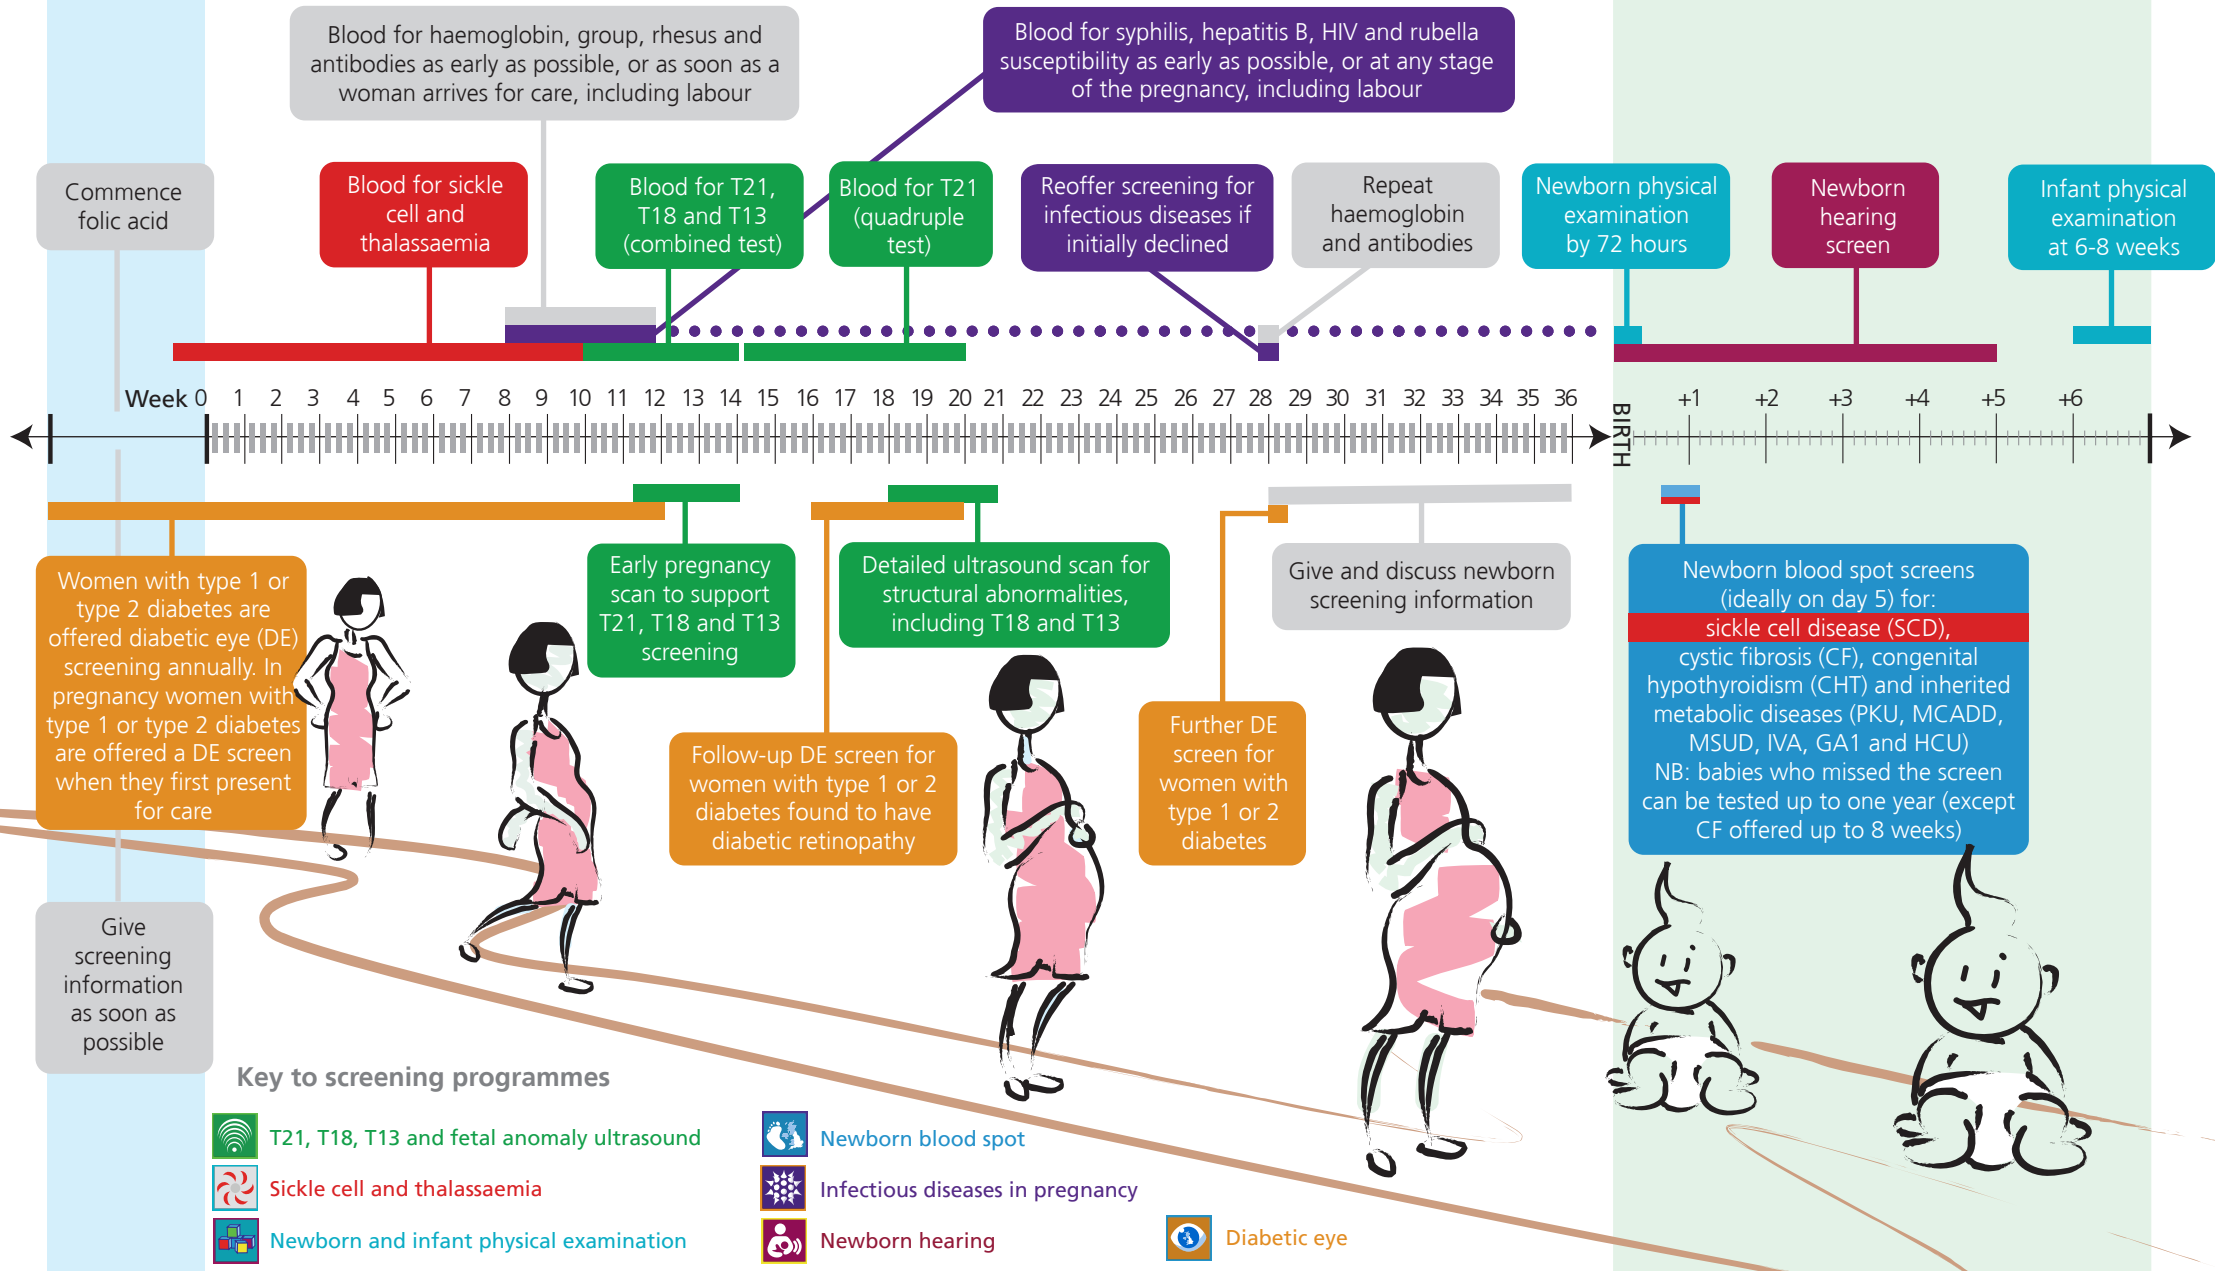 Blood for haemoglobin, group, rhesus and
antibodies as early as possible, or as soon as a
woman arrives for care, including labour
Blood for syphilis, hepatitis B, HIV and rubella
susceptibility as early as possible, or at any stage
of the pregnancy, including labour
Commence
folic acid
Blood for sickle
cell and
thalassaemia
Blood for T21,
T18 and T13
(combined test)
Blood for T21
(quadruple
test)
Reoffer screening for
infectious diseases if
initially declined
Repeat
haemoglobin
and antibodies
Newborn physical
examination
by 72 hours
Newborn
hearing
screen
Infant physical
examination
at 6-8 weeks
Week 0 1 2 3 4 5 6 7 8 9 10 11 12 13 14 15 16 17 18 19 20 21 22 23 24 25 26 27 28 29 30 31 32 33 34 35 36
BIRTH
+1 +2 +3 +4 +5 +6
Women with type 1 or
type 2 diabetes are
offered diabetic eye (DE)
screening annually. In
pregnancy women with
type 1 or type 2 diabetes
are offered a DE screen
when they first present
for care
Early pregnancy
scan to support
T21, T18 and T13
screening
Detailed ultrasound scan for
structural abnormalities,
including T18 and T13
Give and discuss newborn
screening information
Newborn blood spot screens
(ideally on day 5) for:
sickle cell disease (SCD),
cystic fibrosis (CF), congenital
hypothyroidism (CHT) and inherited
metabolic diseases (PKU, MCADD,
MSUD, IVA, GA1 and HCU)
NB: babies who missed the screen
can be tested up to one year (except
CF offered up to 8 weeks)
Follow-up DE screen for
women with type 1 or 2
diabetes found to have
diabetic retinopathy
Further DE
screen for
women with
type 1 or 2
diabetes
Give
screening
information
as soon as
possible
Key to screening programmes
T21, T18, T13 and fetal anomaly ultrasound
Sickle cell and thalassaemia
Newborn and infant physical examination
Newborn blood spot
Infectious diseases in pregnancy
Newborn hearing
Diabetic eye